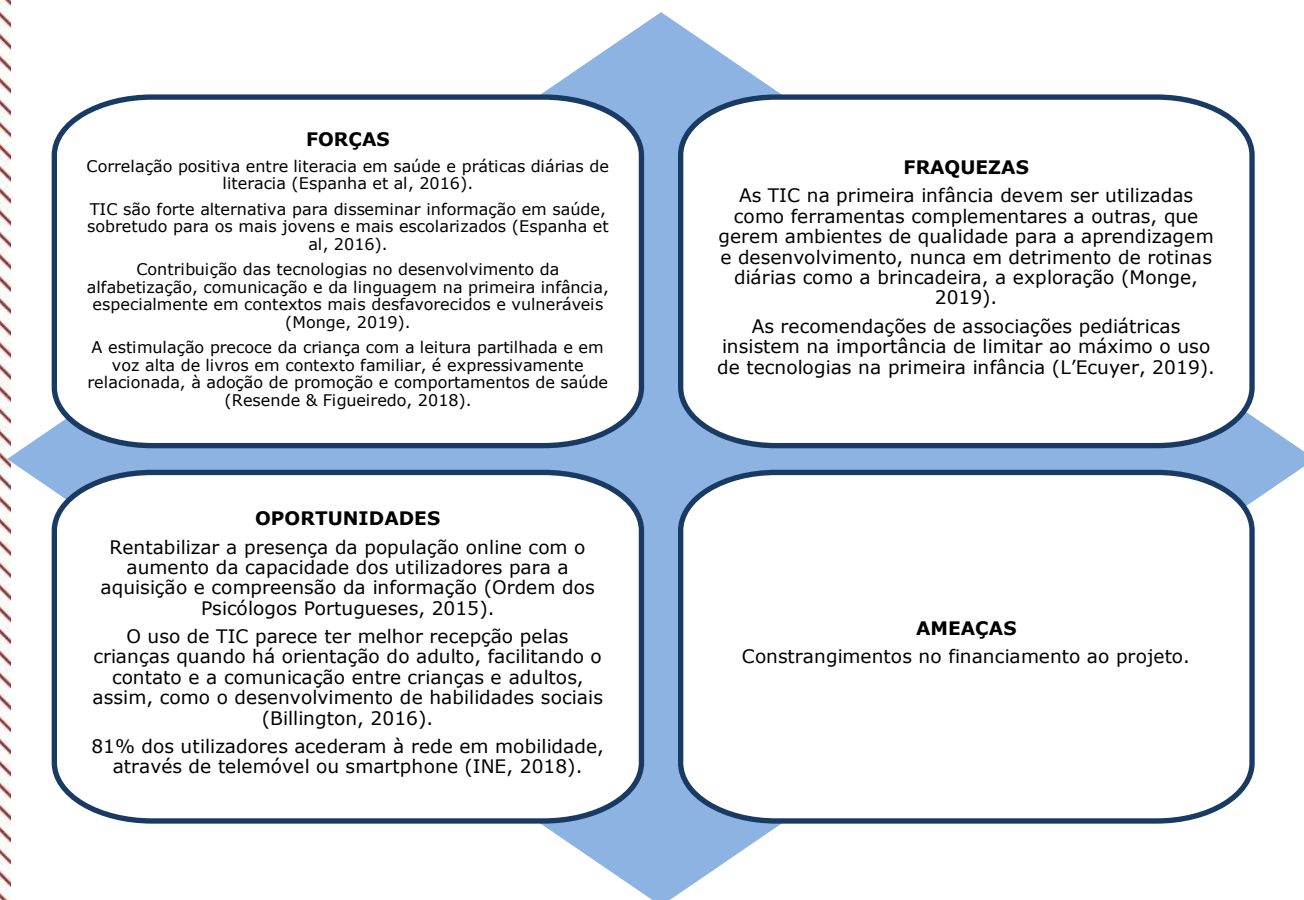 FORÇAS
Correlação positiva entre literacia em saúde e práticas diárias de
literacia (Espanha et al, 2016).
TIC são forte alternativa para disseminar informação em saúde,
sobretudo para os mais jovens e mais escolarizados (Espanha et
al, 2016).
Contribuição das tecnologias no desenvolvimento da
alfabetização, comunicação e da linguagem na primeira infância,
especialmente em contextos mais desfavorecidos e vulneráveis
(Monge, 2019).
A estimulação precoce da criança com a leitura partilhada e em
voz alta de livros em contexto familiar, é expressivamente
relacionada, à adoção de promoção e comportamentos de saúde
(Resende & Figueiredo, 2018).
FRAQUEZAS
As TIC na primeira infância devem ser utilizadas
como ferramentas complementares a outras, que
gerem ambientes de qualidade para a aprendizagem
e desenvolvimento, nunca em detrimento de rotinas
diárias como a brincadeira, a exploração (Monge,
2019).
As recomendações de associações pediátricas
insistem na importância de limitar ao máximo o uso
de tecnologias na primeira infância (L’Ecuyer, 2019).
OPORTUNIDADES
Rentabilizar a presença da população online com o
aumento da capacidade dos utilizadores para a
aquisição e compreensão da informação (Ordem dos
Psicólogos Portugueses, 2015).
O uso de TIC parece ter melhor recepção pelas
crianças quando há orientação do adulto, facilitando o
contato e a comunicação entre crianças e adultos,
assim, como o desenvolvimento de habilidades sociais
(Billington, 2016).
81% dos utilizadores acederam à rede em mobilidade,
através de telemóvel ou smartphone (INE, 2018).
AMEAÇAS
Constrangimentos no financiamento ao projeto.